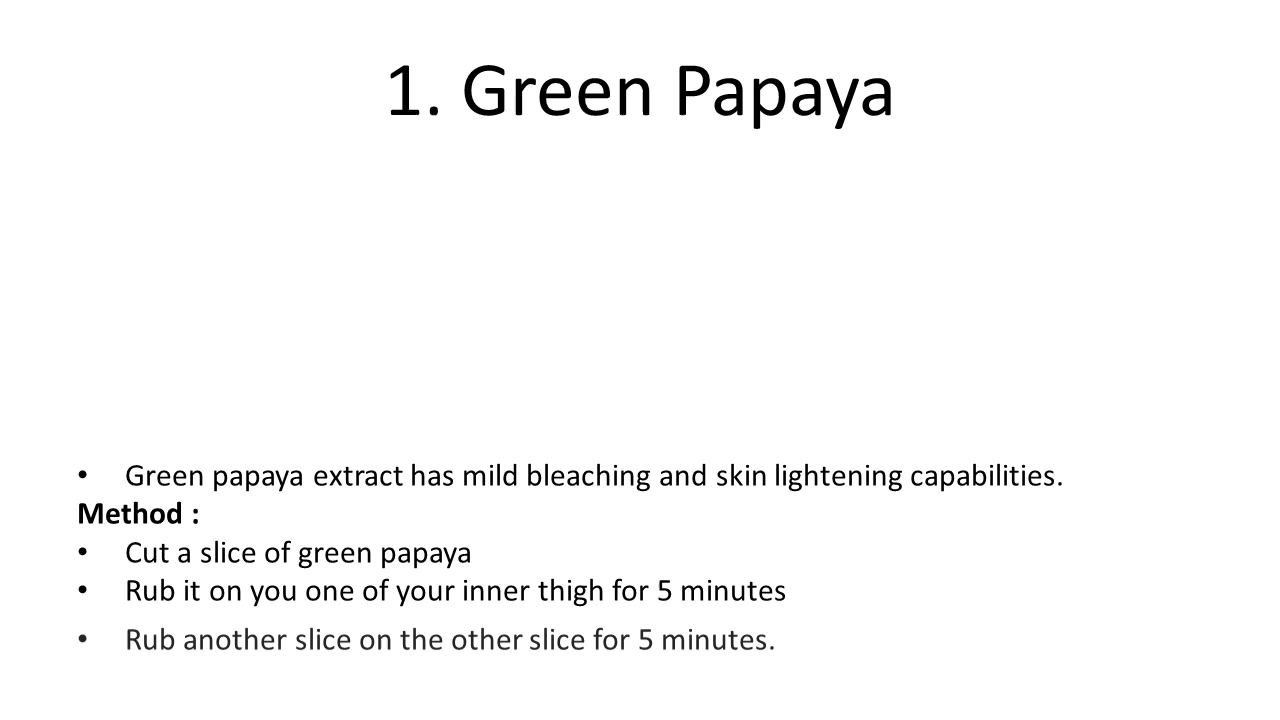 1. Green Papaya
• Green papaya extract has mild bleaching and skin lightening capabilities.
Method :
• Cut a slice of green papaya
• Rub it on you one of your inner thigh for 5 minutes
• Rub another slice on the other slice for 5 minutes.